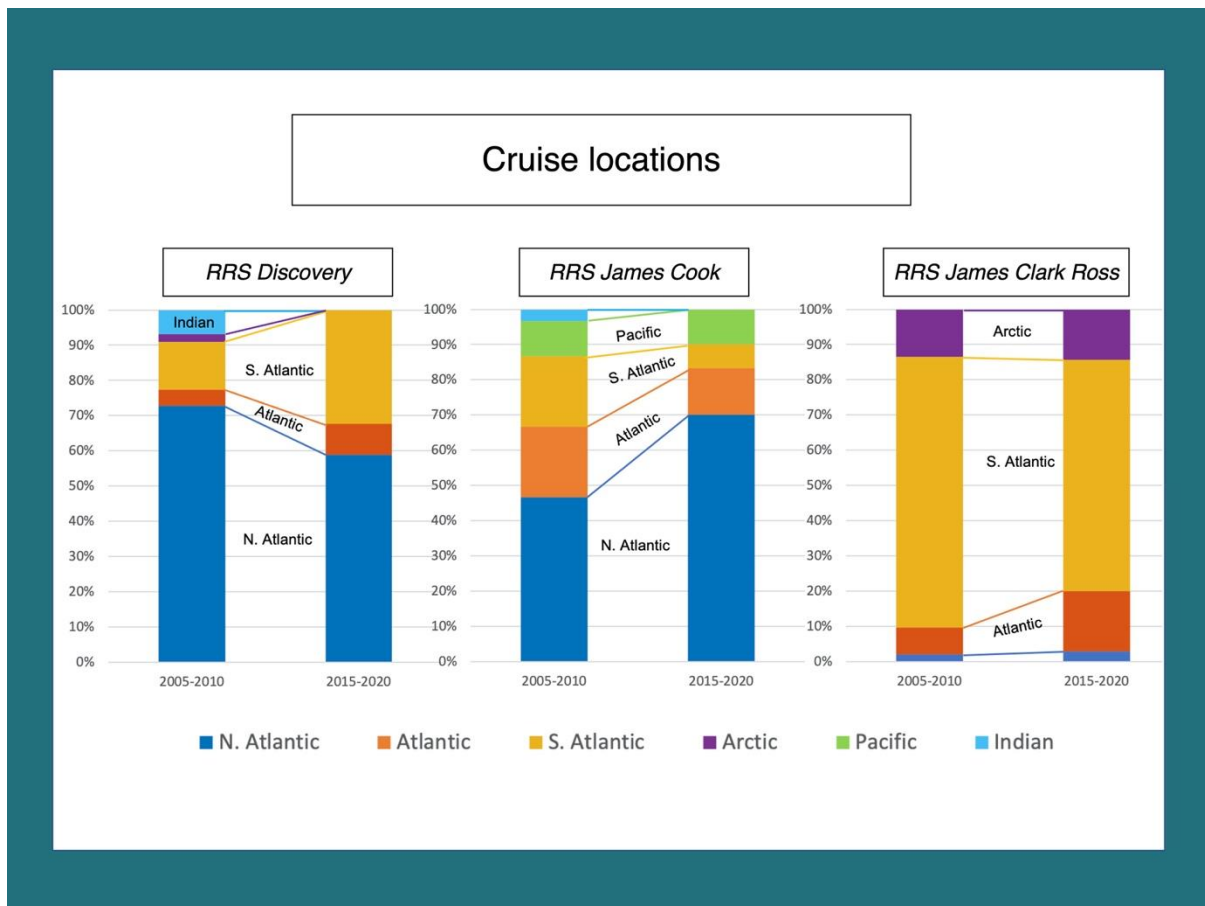 Cruise locations
RRS Discovery
RRS James Cook
RRS James Clark Ross
100%
90%
80%
70%
60%
50%
40%
30%
20%
10%
0%
Indian
S. Atlantic
Atlantic
N. Atlantic
2005-2010
2015-2020
100%
90%
80%
70%
60%
50%
40%
30%
20%
10%
0%
Pacific
S. Atlantic
Atlantic
N. Atlantic
2005-2010
2015-2020
100%
90%
80%
70%
60%
50%
40%
30%
20%
10%
0%
Arctic
S. Atlantic
Atlantic
2005-2010
2015-2020
N. Atlantic
Atlantic
S. Atlantic
Arctic
Pacific
Indian